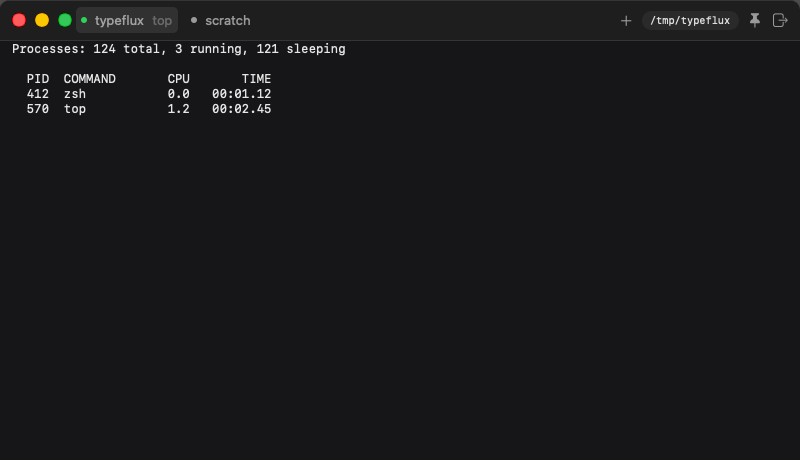 typeflux top scratch + /tmp/typeflux
Processes: 124 total, 3 running, 121 sleeping
PID COMMAND CPU TIME
412 zsh 0.0 00:01.12
570 top 1.2 00:02.45